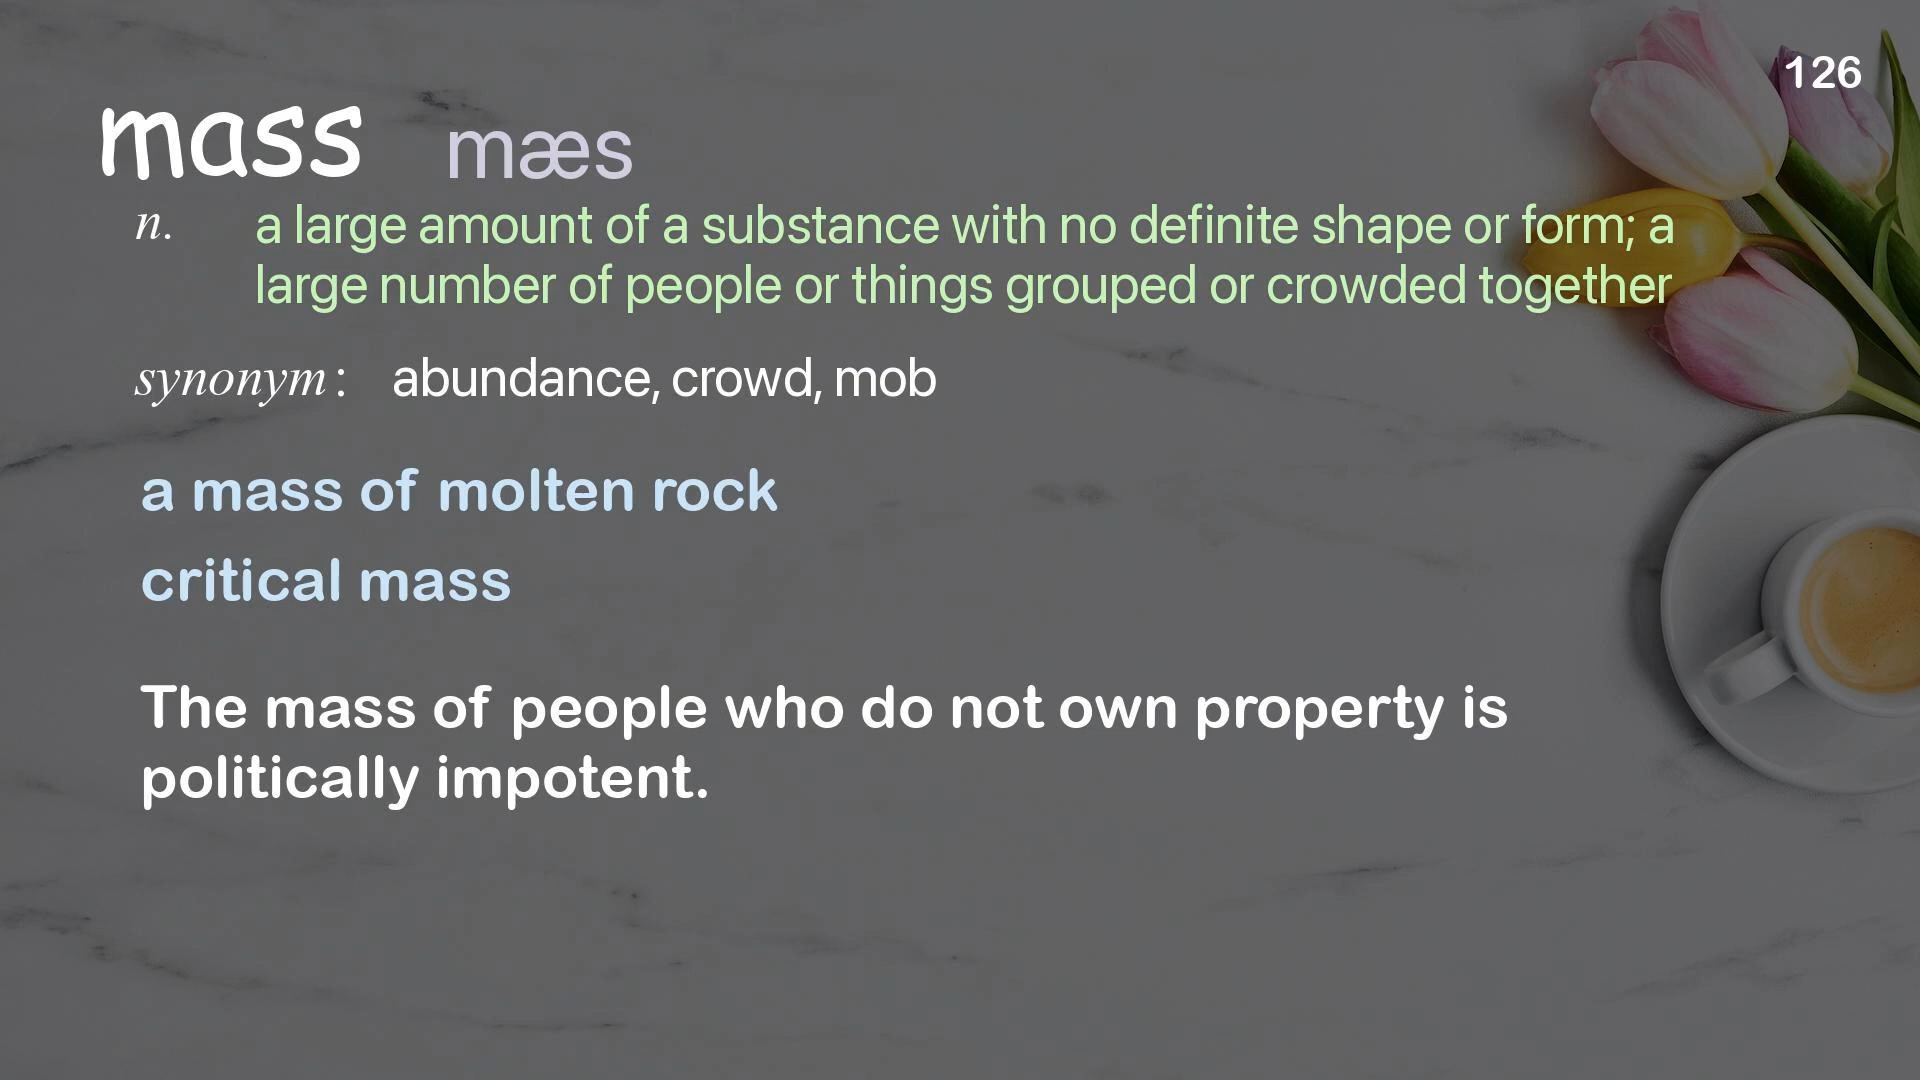 126
mass mæs
n. a large amount of a substance with no definite shape or form; a
large number of people or things grouped or crowded together
synonym: abundance, crowd, mob
a mass of molten rock
critical mass
The mass of people who do not own property is
politically impotent.